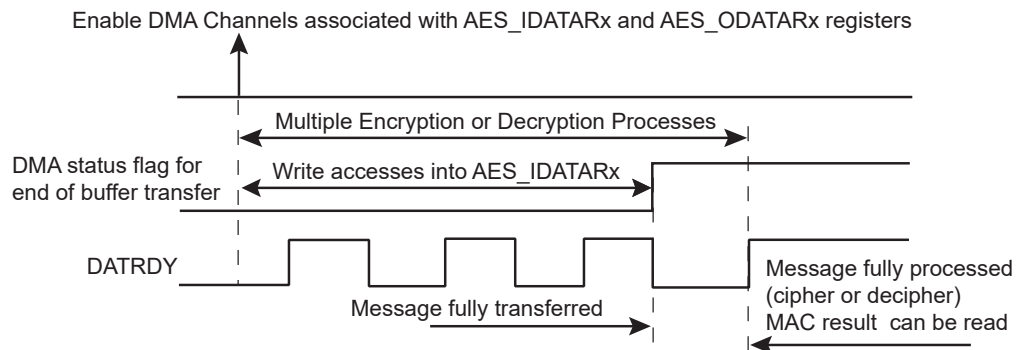 Enable DMA Channels associated with AES_IDATARx and AES_ODATARx registers
Multiple Encryption or Decryption Processes
DMA status flag for
end of buffer transfer
Write accesses into AES_IDATARx
DATRDY
Message fully transferred
Message fully processed
(cipher or decipher)
MAC result can be read